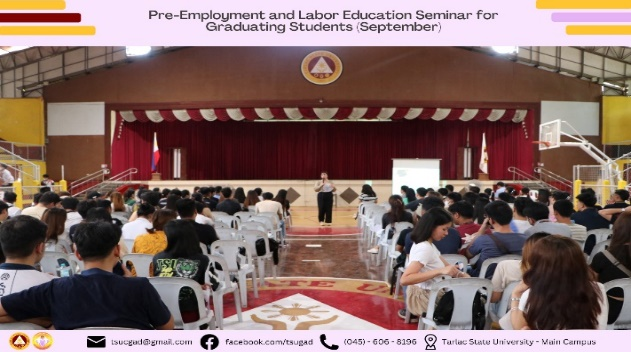 Pre-Employment and Labor Education Seminar for
Graduating Students (September)
tsucgad@gmail.com
facebook.com/tsugad
(045) - 606 - 8196
Tarlac State University - Main Campus